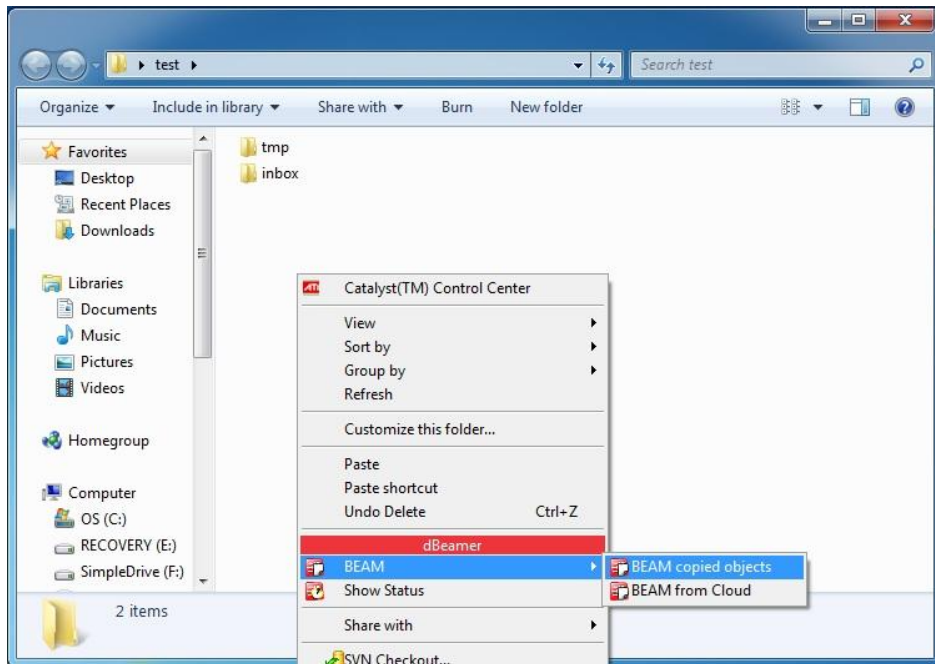 test
Search test
Organize
Include in library
Share with
Burn
New folder
Favorites
Desktop
Recent Places
Downloads
Libraries
Documents
Music
Pictures
Videos
Homegroup
Computer
OS (C:)
RECOVERY (E:)
SimpleDrive (F:)
tmp
inbox
Catalyst(TM) Control Center
View
Sort by
Group by
Refresh
Customize this folder...
Paste
Paste shortcut
Undo Delete Ctrl+Z
dBeamer
BEAM
Show Status
Share with
SVN Checkout...
BEAM copied objects
BEAM from Cloud
2 items